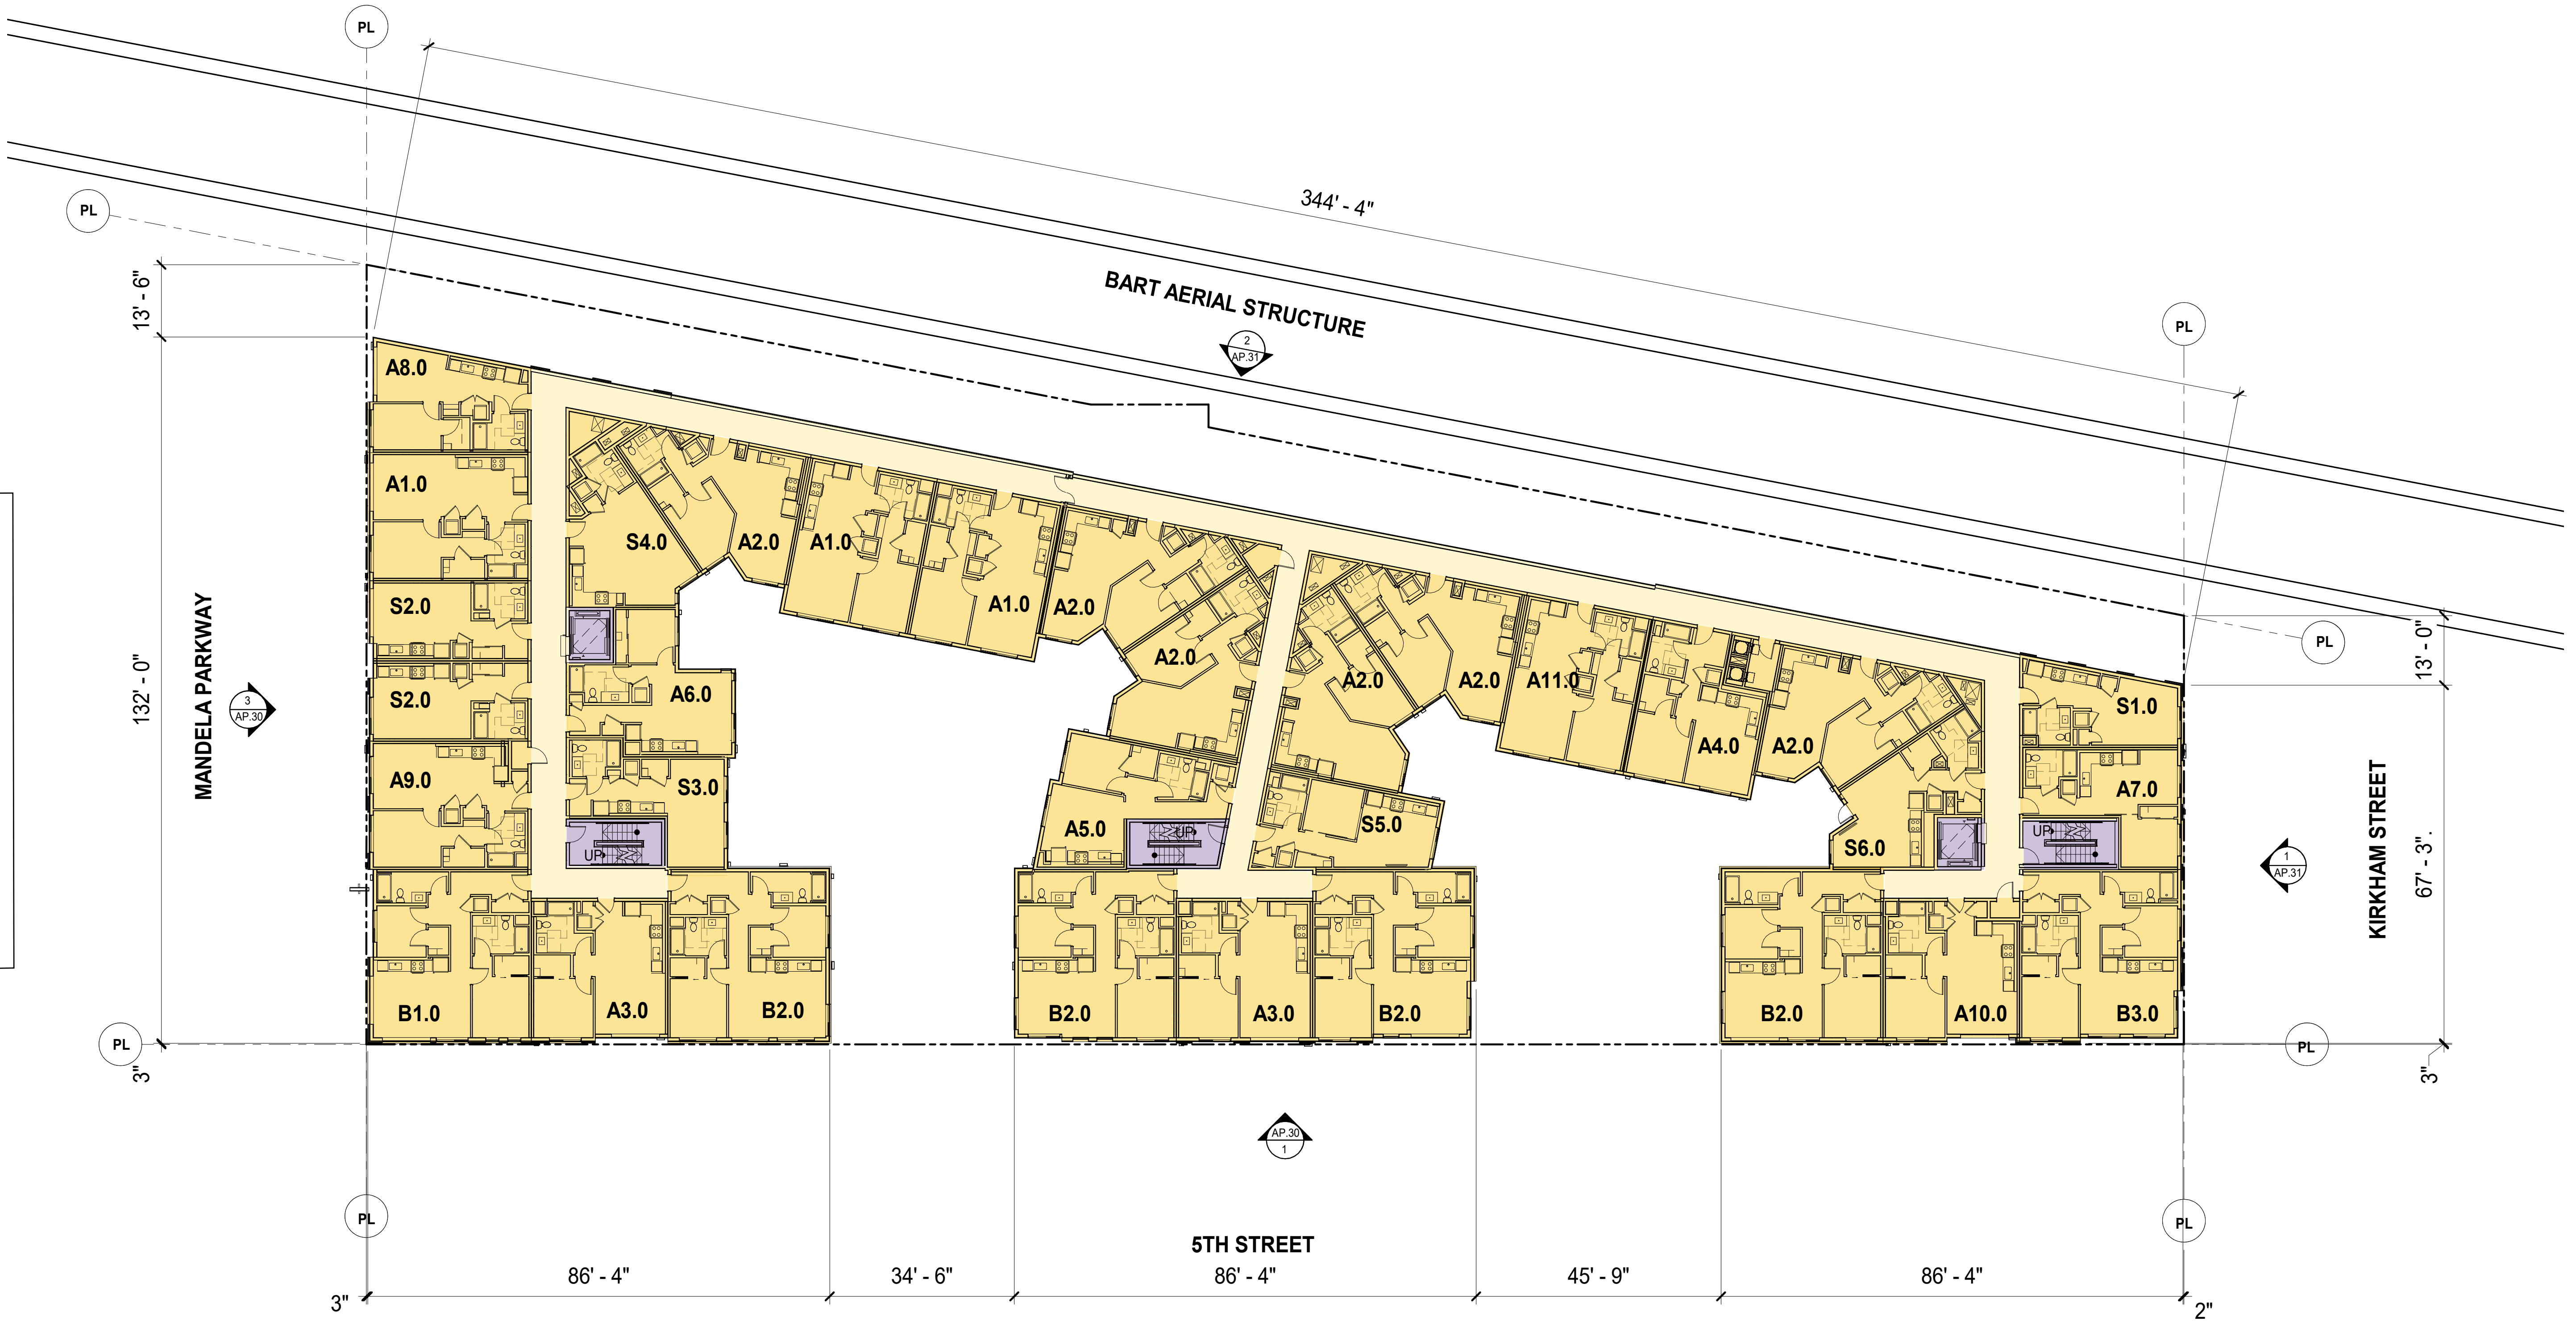 PL
344' - 4"
PL
13' - 6"
BART AERIAL STRUCTURE
2
AP.31
PL
A8.0
A1.0
S4.0
A2.0
A1.0
A1.0
A2.0
S2.0
13' - 0"
PL
132' - 0"
MANDELA PARKWAY
3
AP.30
S2.0
A6.0
A2.0
A2.0
A2.0
A11.0
A4.0
A2.0
S1.0
A9.0
S3.0
A7.0
A5.0
UP
S5.0
S6.0
UP
UP
KIRKHAM STREET
1
AP.31
67' - 3" .
B1.0
A3.0
B2.0
B2.0
A3.0
B2.0
B2.0
A10.0
B3.0
PL
3"
PL
3"
AP.30
1
PL
PL
5TH STREET
86' - 4"
34' - 6"
86' - 4"
45' - 9"
86' - 4"
3"
2"